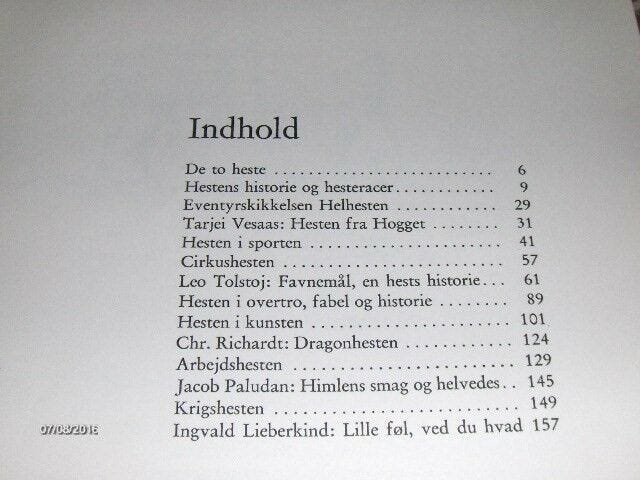 Indhold
De to heste .......................... 6
Hestens historie og hesteracer............ 9
Eventyrskikkelsen Helhesten ............ 29
Tarjei Vesaas: Hesten fra Hogget ........ 31
Hesten i sporten ...................... 41
Cirkushesten ......................... 57
Leo Tolstoj: Favnemål, en hests historie... 61
Hesten i overtro, fabel og historie ........ 89
Hesten i kunsten ...................... 101
Chr. Richardt: Dragonhesten ............ 124
Arbejdshesten ........................ 129
Jacob Paludan: Himlens smag og helvedes.. 145
Krigshesten .......................... 149
Ingvald Lieberkind: Lille føl, ved du hvad 157
07/08/2016